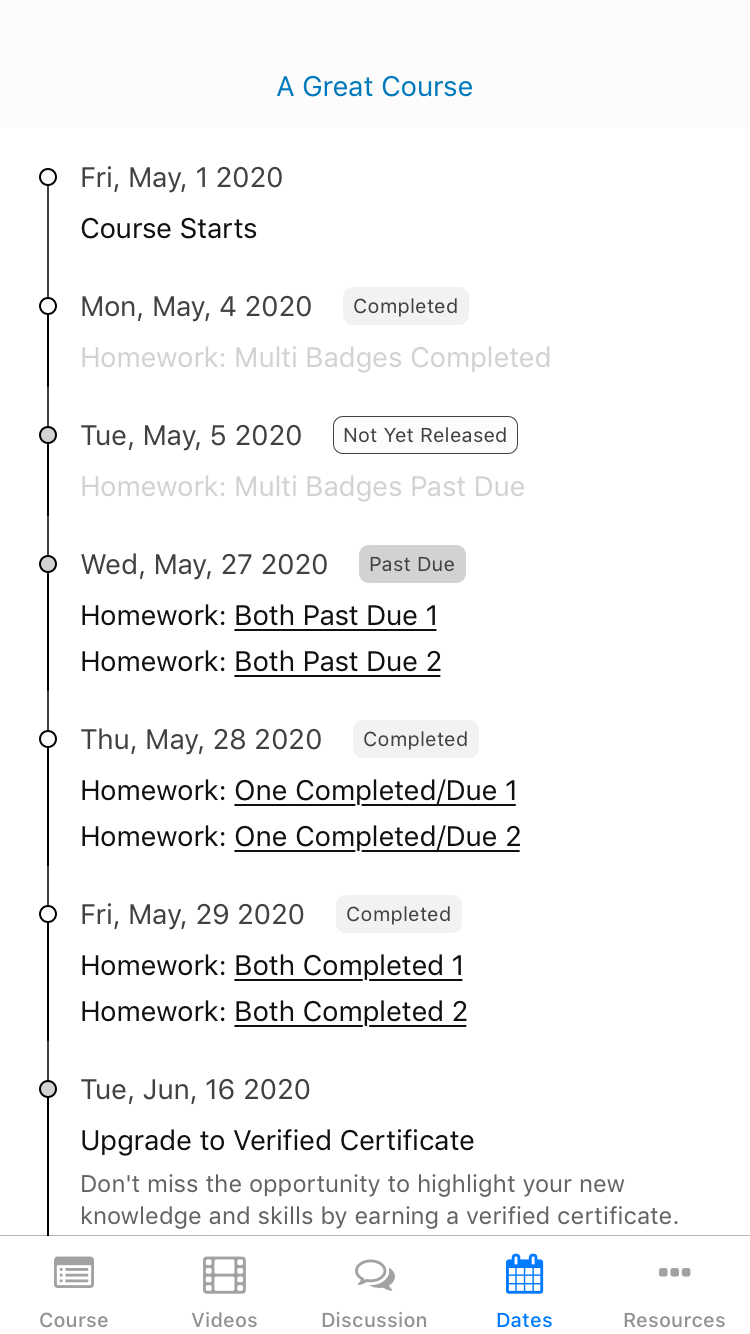 A Great Course
Fri, May, 1 2020
Course Starts
Mon, May, 4 2020 Completed
Homework: Multi Badges Completed
Tue, May, 5 2020 Not Yet Released
Homework: Multi Badges Past Due
Wed, May, 27 2020 Past Due
Homework: Both Past Due 1
Homework: Both Past Due 2
Thu, May, 28 2020 Completed
Homework: One Completed/Due 1
Homework: One Completed/Due 2
Fri, May, 29 2020 Completed
Homework: Both Completed 1
Homework: Both Completed 2
Tue, Jun, 16 2020
Upgrade to Verified Certificate
Don't miss the opportunity to highlight your new
knowledge and skills by earning a verified certificate.
Course Videos Discussion Dates Resources